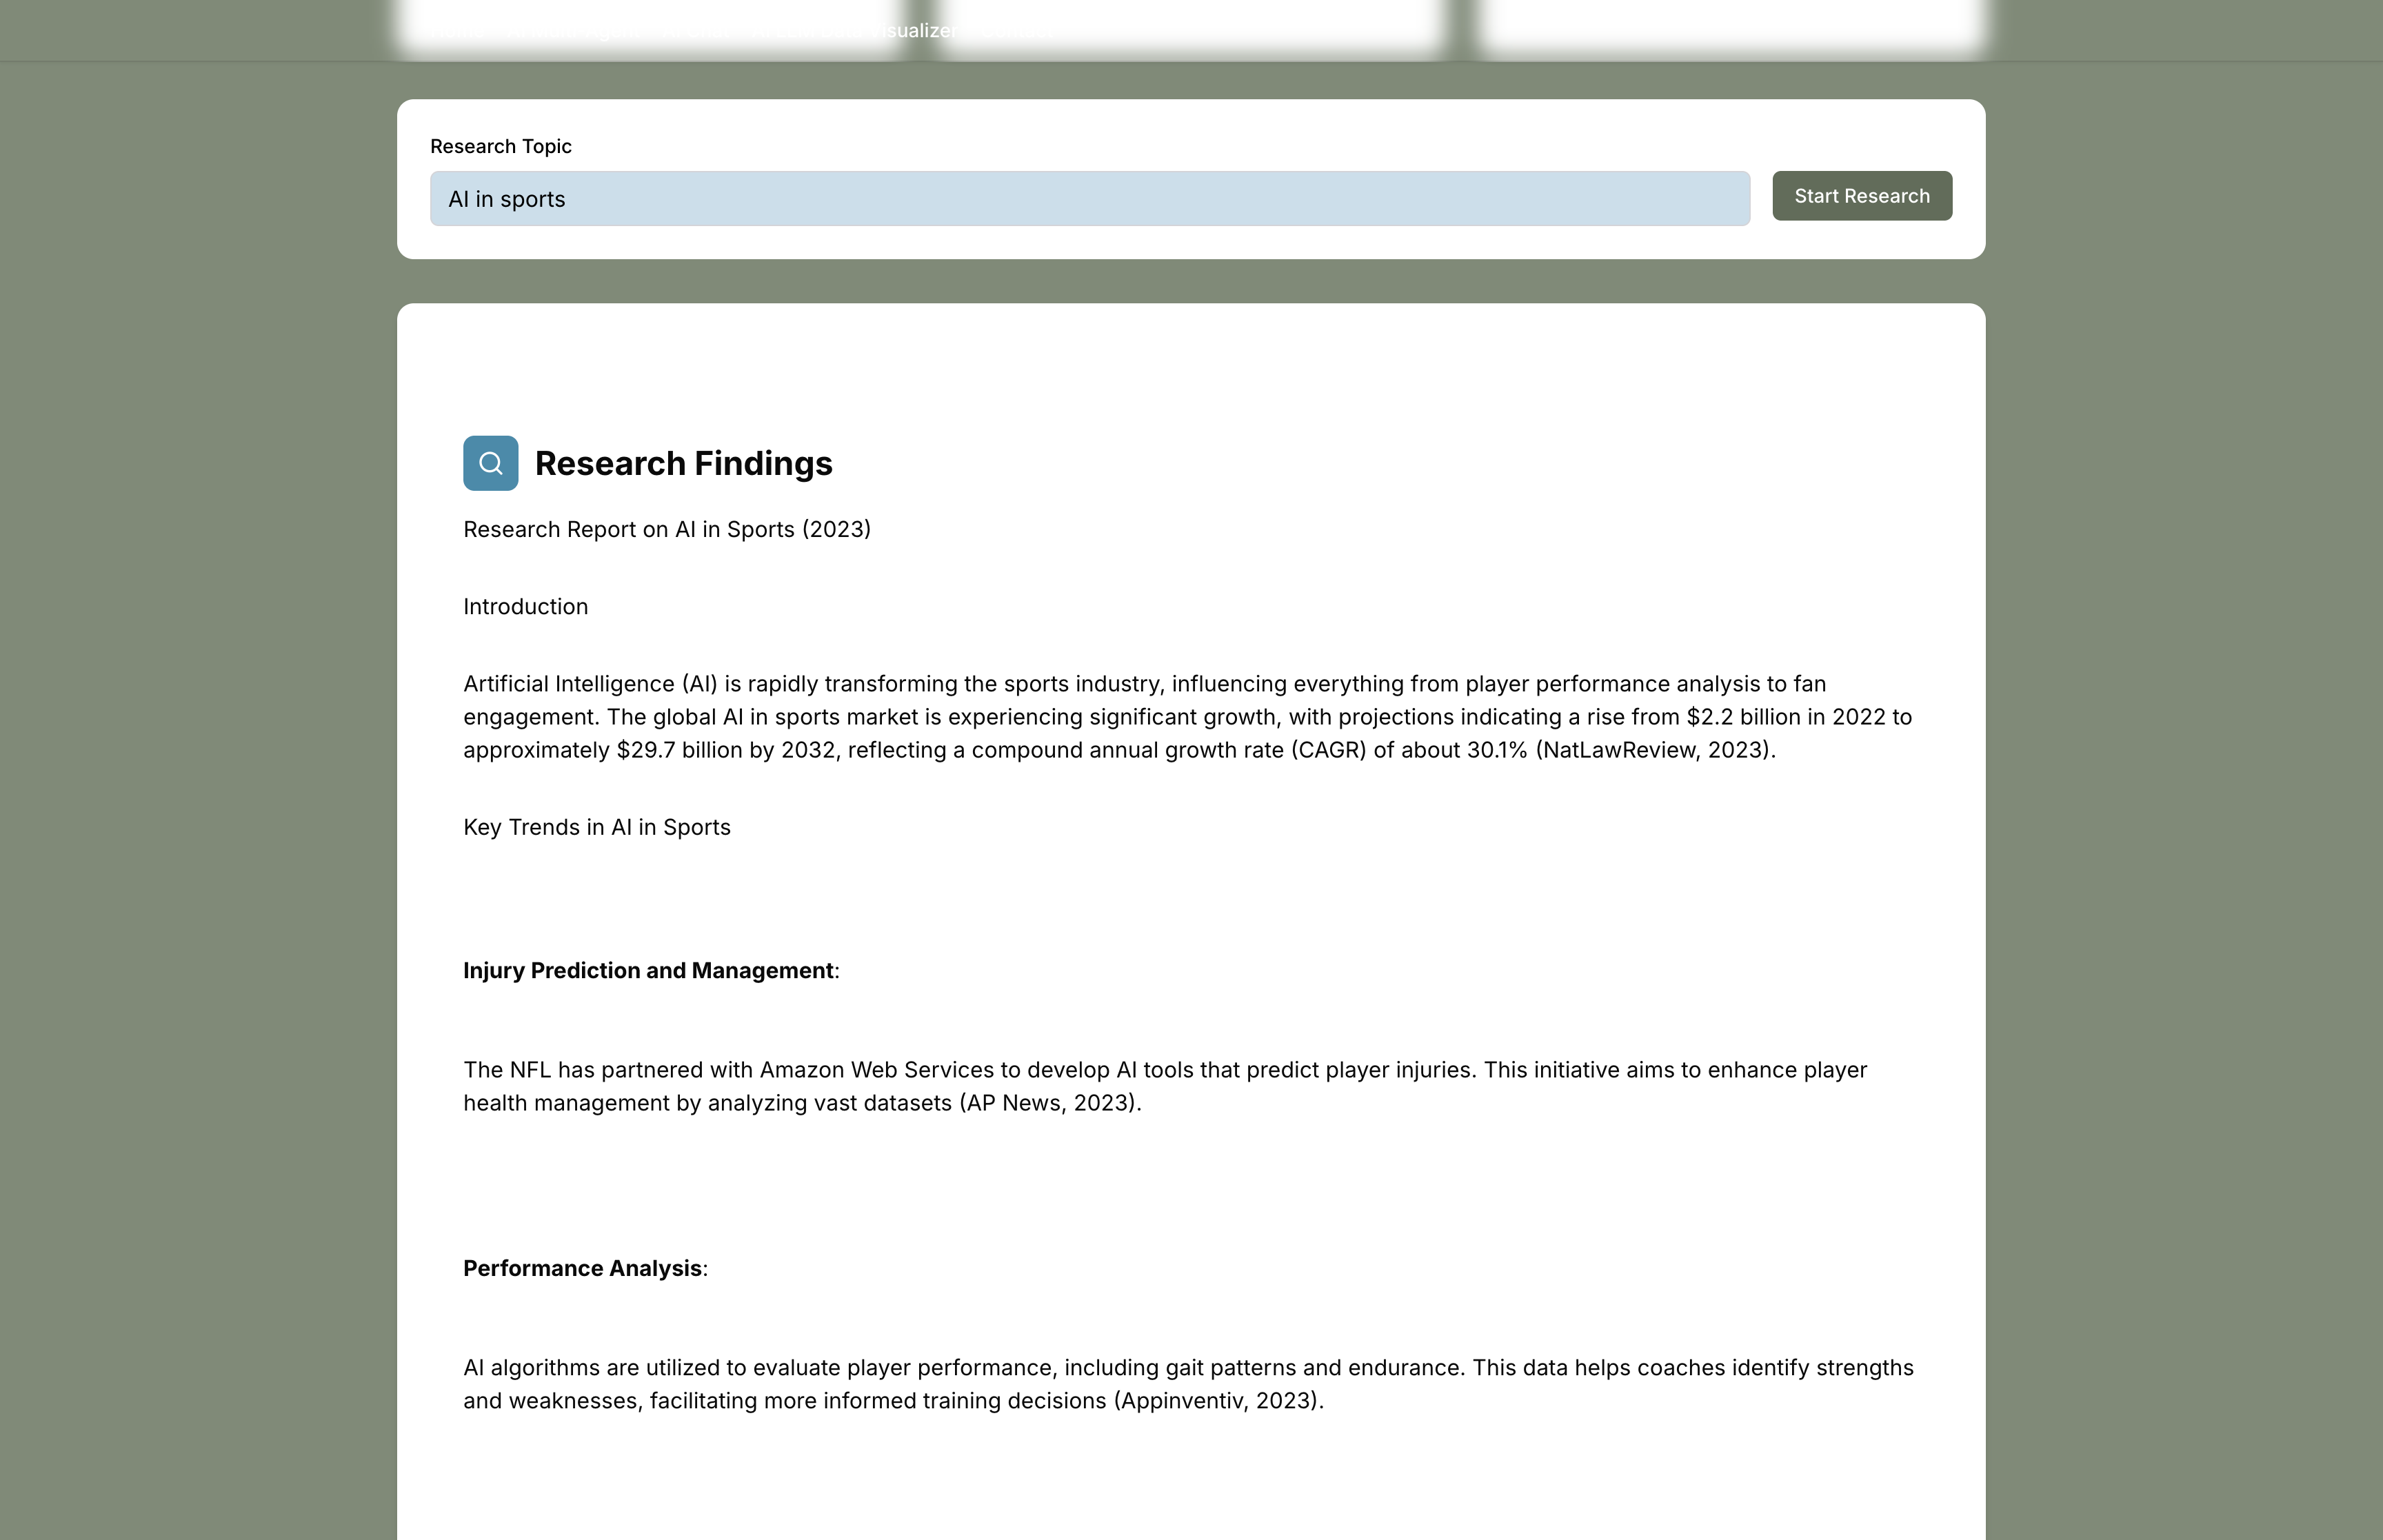 Research Topic
AI in sports
Start Research
Research Findings
Research Report on AI in Sports (2023)
Introduction
Artificial Intelligence (AI) is rapidly transforming the sports industry, influencing everything from player performance analysis to fan
engagement. The global AI in sports market is experiencing significant growth, with projections indicating a rise from $2.2 billion in 2022 to
approximately $29.7 billion by 2032, reflecting a compound annual growth rate (CAGR) of about 30.1% (NatLawReview, 2023).
Key Trends in AI in Sports
Injury Prediction and Management:
The NFL has partnered with Amazon Web Services to develop AI tools that predict player injuries. This initiative aims to enhance player
health management by analyzing vast datasets (AP News, 2023).
Performance Analysis:
AI algorithms are utilized to evaluate player performance, including gait patterns and endurance. This data helps coaches identify strengths
and weaknesses, facilitating more informed training decisions (Appinventiv, 2023).